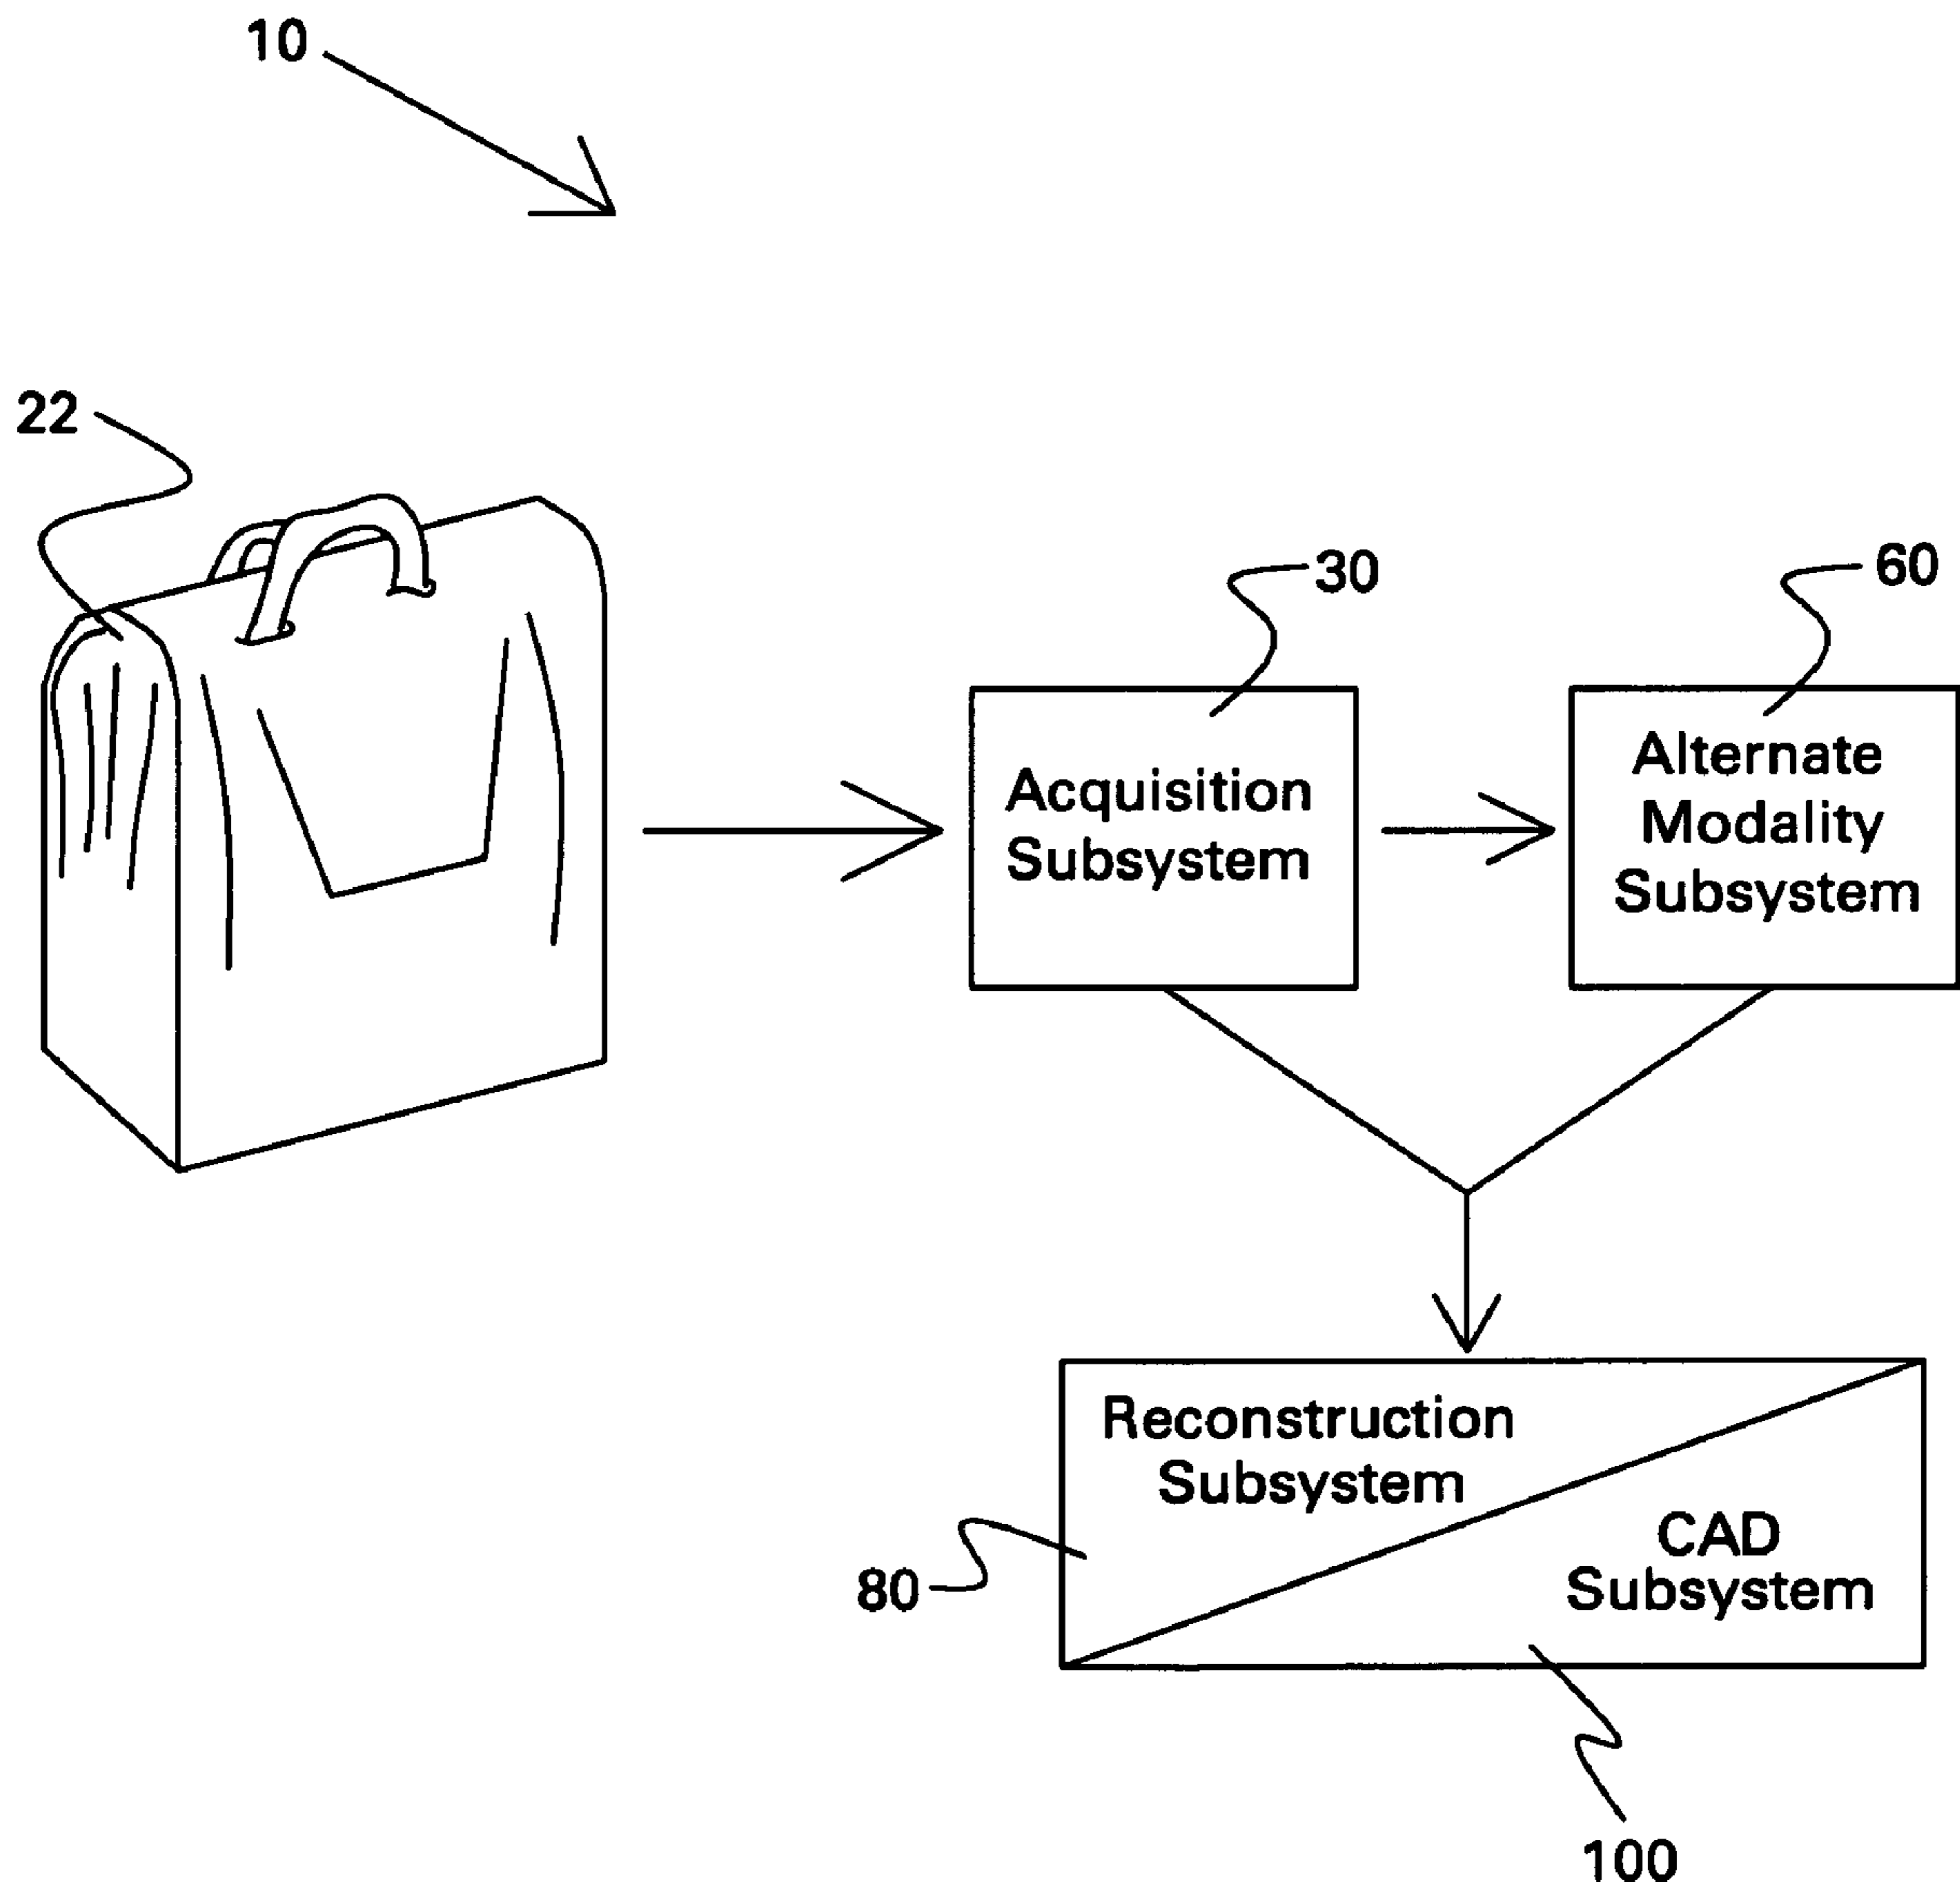 10
22
30
60
Acquisition
Subsystem
Alternate
Modality
Subsystem
Reconstruction
Subsystem
CAD
Subsystem
80
100